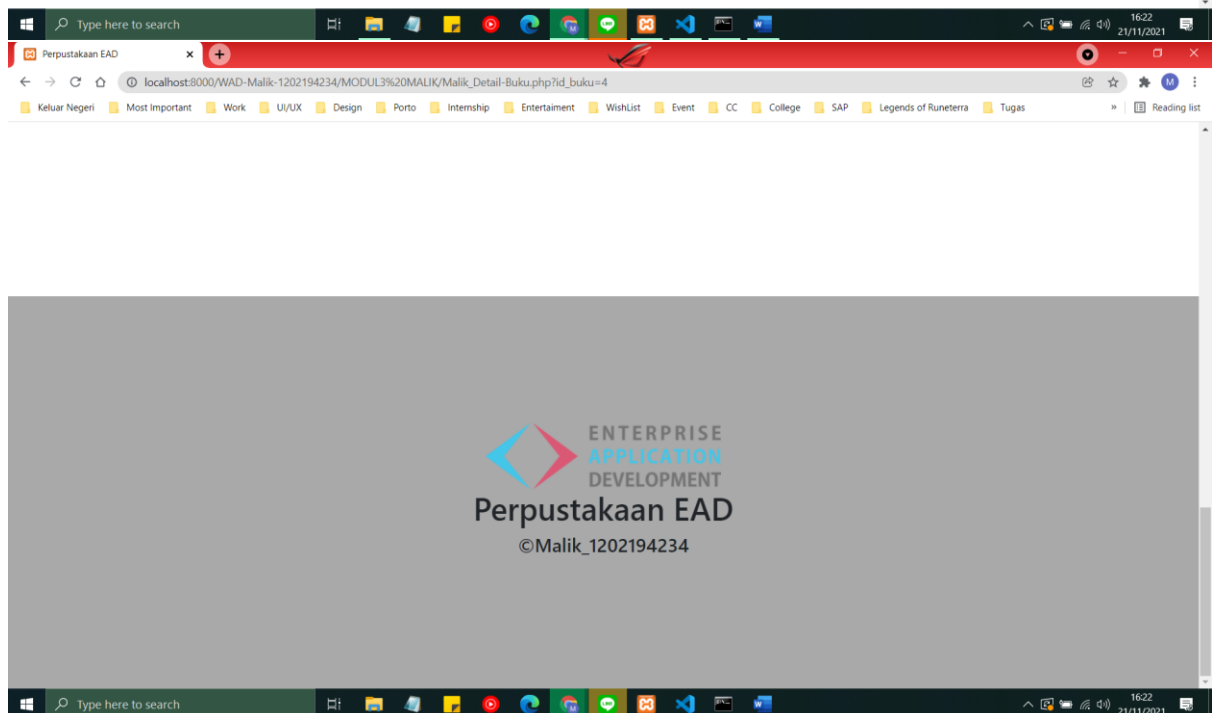 Type here to search
16:22
21/11/2021
Perpustakaan EAD
localhost:8000/WAD-Malik-1202194234/MODUL3%20MALIK/Malik_Detail-Buku.php?id_buku=4
M
Keluar Negeri Most Important Work UI/UX Design Porto Internship Entertaiment WishList Event CC College SAP Legends of Runeterra Tugas » Reading list
ENTERPRISE
APPLICATION
DEVELOPMENT
Perpustakaan EAD
©Malik_1202194234
Type here to search
16:22
21/11/2021